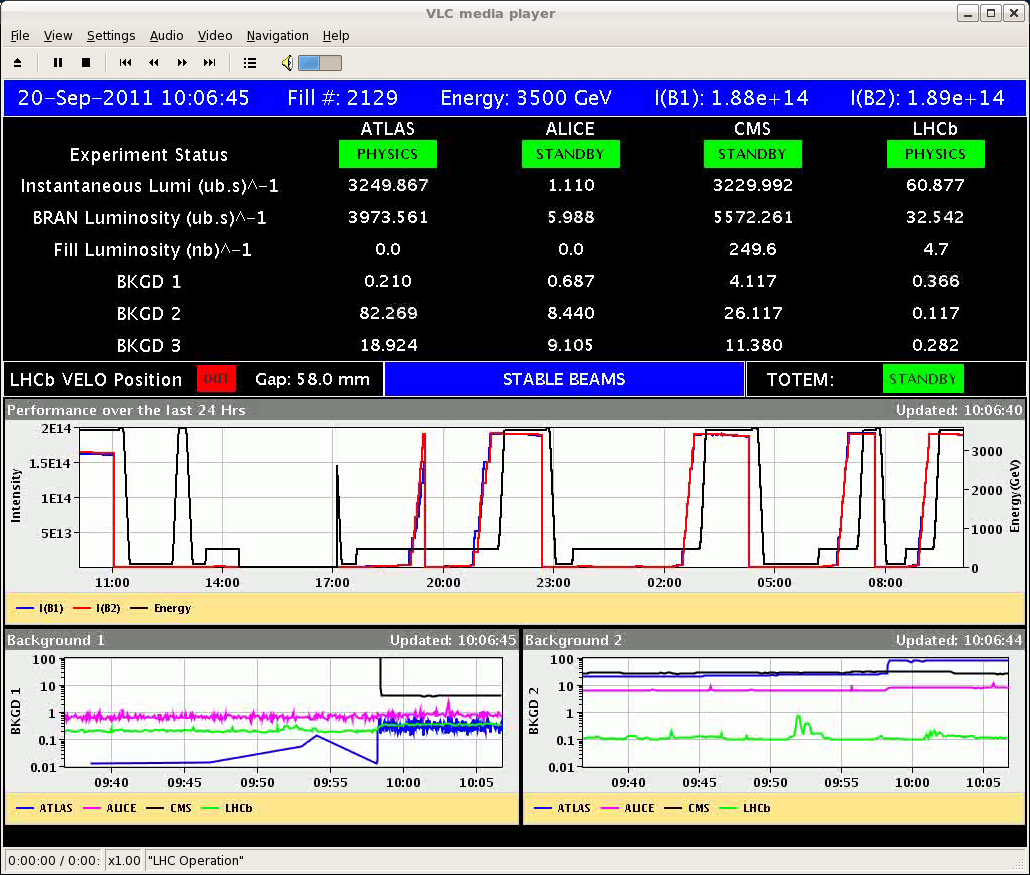 VLC media player
File View Settings Audio Video Navigation Help
20-Sep-2011 10:06:45 Fill #: 2129 Energy: 3500 GeV I(B1): 1.88e+14 I(B2): 1.89e+14
ATLAS ALICE CMS LHCb
Experiment Status PHYSICS STANDBY STANDBY PHYSICS
Instantaneous Lumi (ub.s)^-1 3249.867 1.110 3229.992 60.877
BRAN Luminosity (ub.s)^-1 3973.561 5.988 5572.261 32.542
Fill Luminosity (nb)^-1 0.0 0.0 249.6 4.7
BKGD 1 0.210 0.687 4.117 0.366
BKGD 2 82.269 8.440 26.117 0.117
BKGD 3 18.924 9.105 11.380 0.282
LHCb VELO Position OUT Gap: 58.0 mm STABLE BEAMS TOTEM: STANDBY
Performance over the last 24 Hrs Updated: 10:06:40
Intensity
2E14
1.5E14
1E14
5E13
3000
2000
1000
0
Energy(GeV)
11:00 14:00 17:00 20:00 23:00 02:00 05:00 08:00
I(B1) I(B2) Energy
Background 1 Updated: 10:06:45
BKGD 1
100
10
1
0.1
0.01
09:40 09:45 09:50 09:55 10:00 10:05
ATLAS ALICE CMS LHCb
Background 2 Updated: 10:06:44
BKGD 2
100
10
1
0.1
0.01
09:40 09:45 09:50 09:55 10:00 10:05
ATLAS ALICE CMS LHCb
0:00:00 / 0:00: x1.00 "LHC Operation"